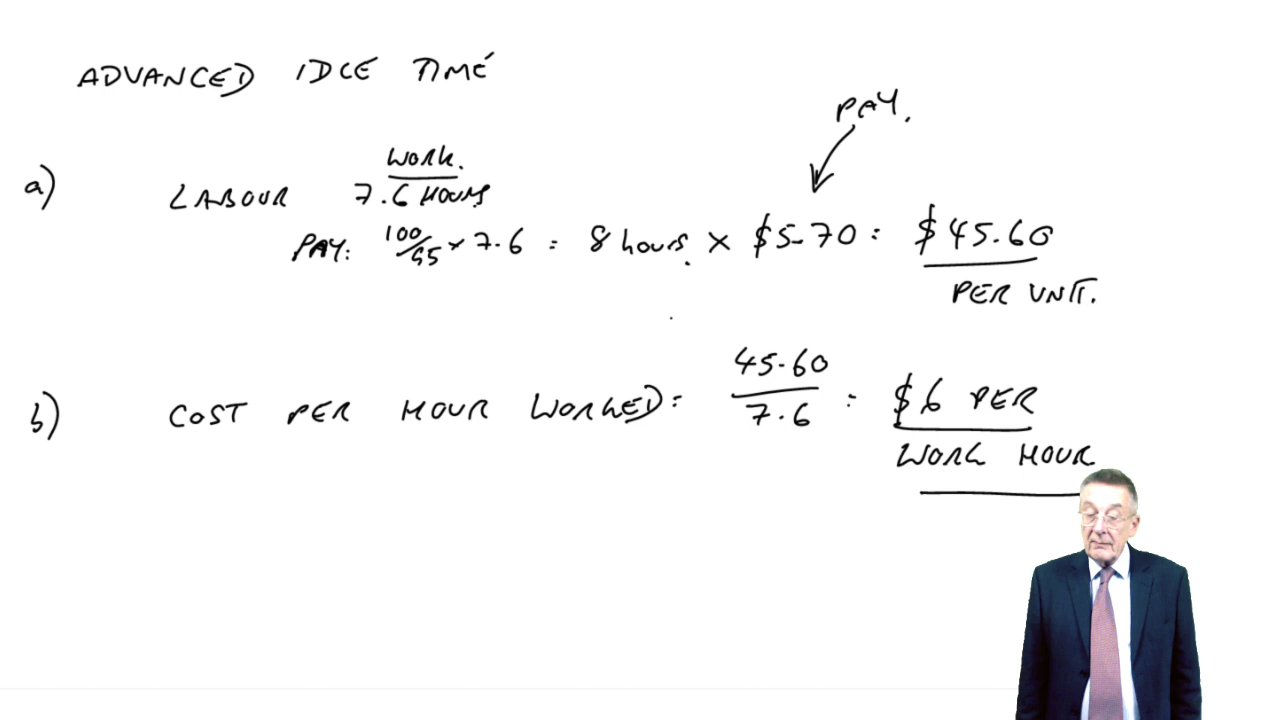 ADVANCED IDLE TIME
PAY.
a) WORK.
LABOUR 7.6 HOURS
PAY: 100/95 × 7.6 = 8 hours × $5.70 = $45.60
PER UNIT.
b) COST PER HOUR WORKED = 45.60/7.6 = $6 PER
WORK HOUR